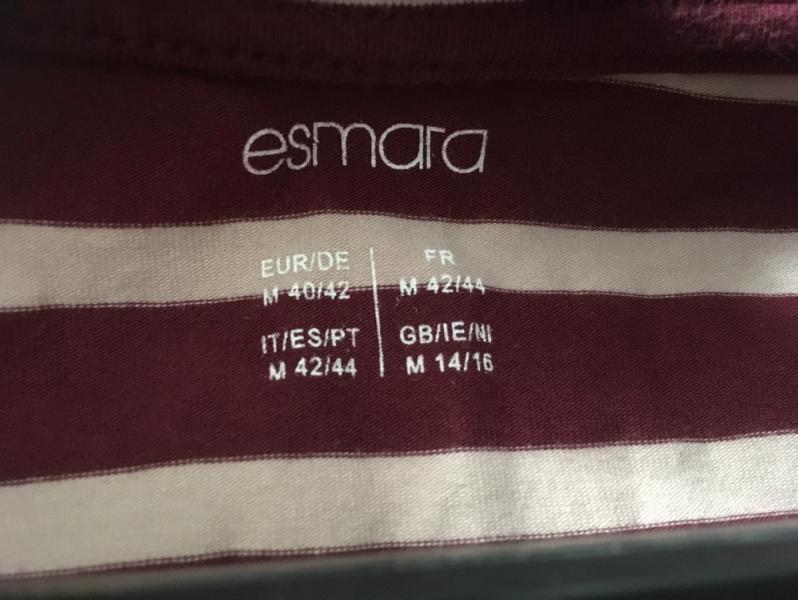 esmara
EUR/DE
M 40/42
FR
M 42/44
IT/ES/PT
M 42/44
GB/IE/NI
M 14/16